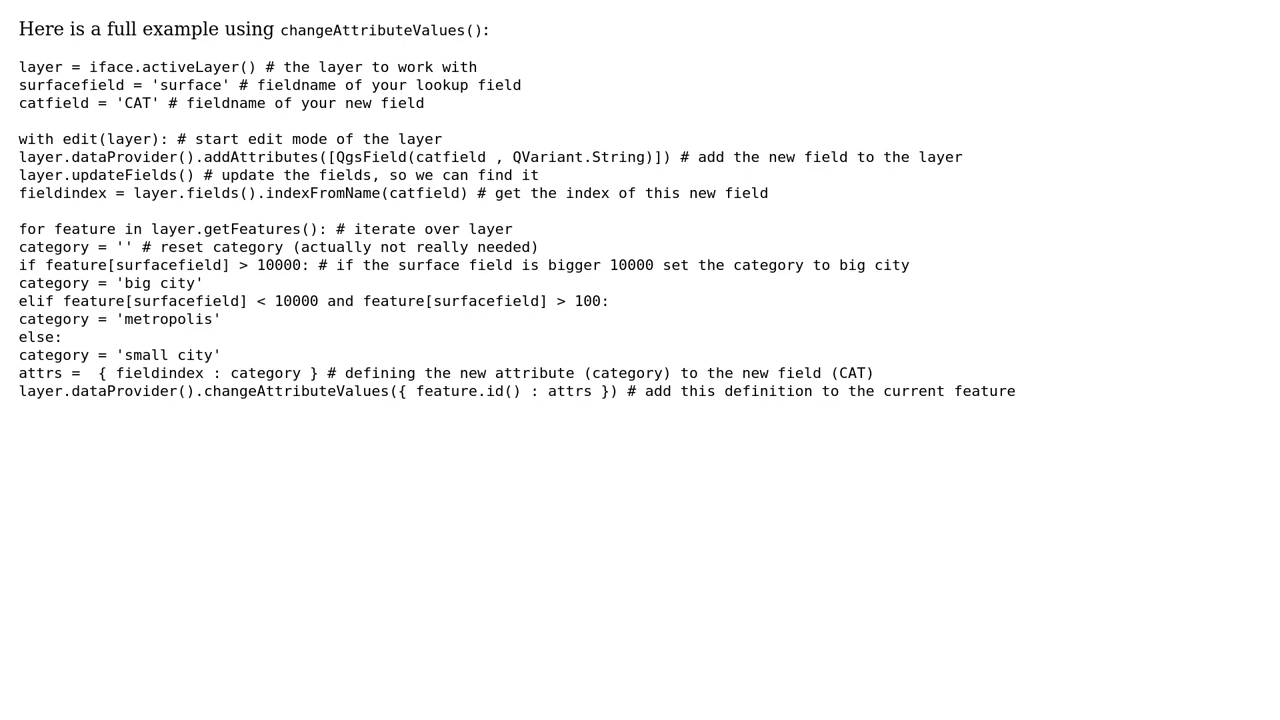 Here is a full example using changeAttributeValues():
layer = iface.activeLayer() # the layer to work with
surfacefield = 'surface' # fieldname of your lookup field
catfield = 'CAT' # fieldname of your new field
with edit(layer): # start edit mode of the layer
layer.dataProvider().addAttributes([QgsField(catfield , QVariant.String)]) # add the new field to the layer
layer.updateFields() # update the fields, so we can find it
fieldindex = layer.fields().indexFromName(catfield) # get the index of this new field
for feature in layer.getFeatures(): # iterate over layer
category = '' # reset category (actually not really needed)
if feature[surfacefield] > 10000: # if the surface field is bigger 10000 set the category to big city
category = 'big city'
elif feature[surfacefield] < 10000 and feature[surfacefield] > 100:
category = 'metropolis'
else:
category = 'small city'
attrs =  { fieldindex : category } # defining the new attribute (category) to the new field (CAT)
layer.dataProvider().changeAttributeValues({ feature.id() : attrs }) # add this definition to the current feature